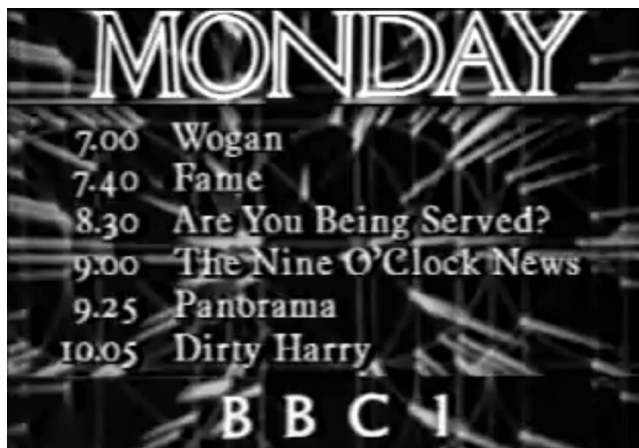 MONDAY
7.00 Wogan
7.40 Fame
8.30 Are You Being Served?
9.00 The Nine O'Clock News
9.25 Panorama
10.05 Dirty Harry
BBC 1